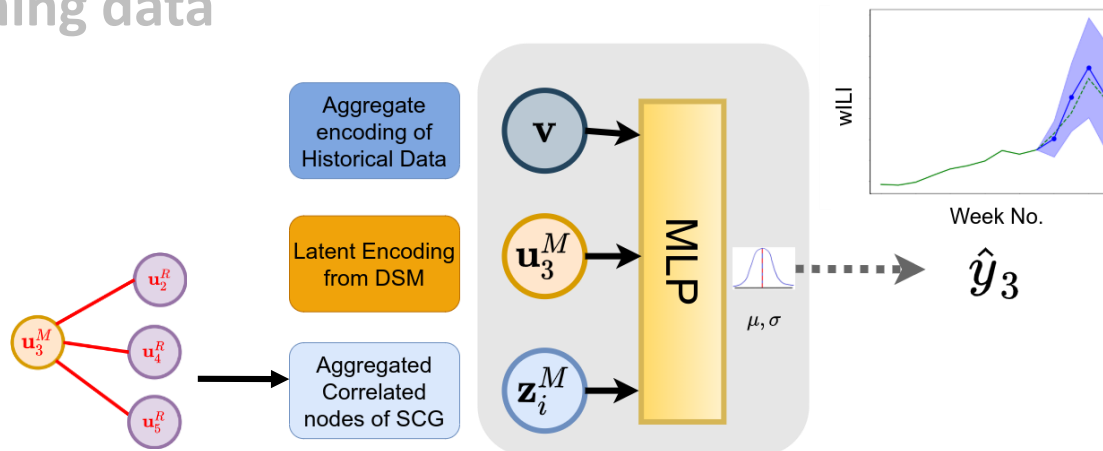 ning data
Aggregate
encoding of
Historical Data
Latent Encoding
from DSM
Aggregated
Correlated
nodes of SCG
u_3^M
u_2^R
u_4^R
u_5^R
v
u_3^M
z_i^M
MLP
μ, σ
wILI
Week No.
ŷ_3